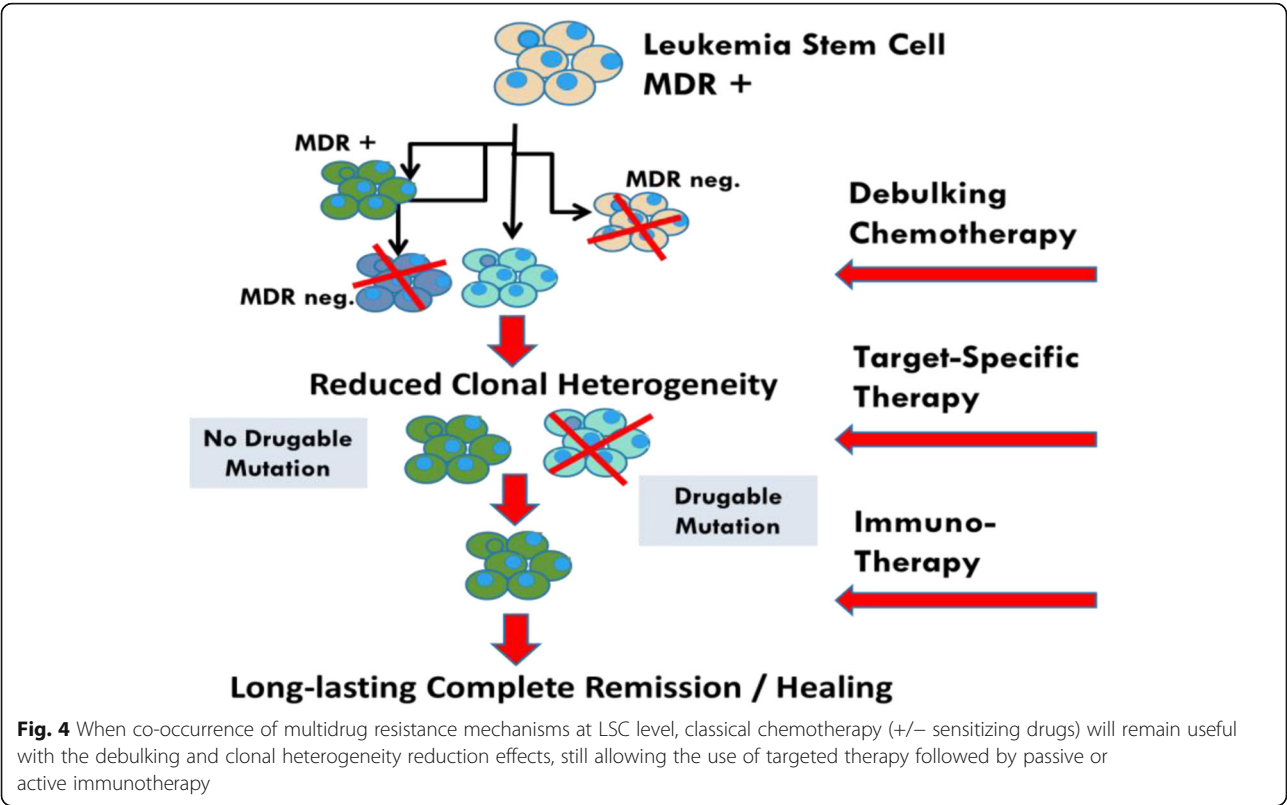 Leukemia Stem Cell
MDR +
MDR +
MDR neg.
MDR neg.
Debulking
Chemotherapy
Reduced Clonal Heterogeneity
Target-Specific
Therapy
No Drugable
Mutation
Drugable
Mutation
Immuno-
Therapy
Long-lasting Complete Remission / Healing
Fig. 4 When co-occurrence of multidrug resistance mechanisms at LSC level, classical chemotherapy (+/− sensitizing drugs) will remain useful
with the debulking and clonal heterogeneity reduction effects, still allowing the use of targeted therapy followed by passive or
active immunotherapy